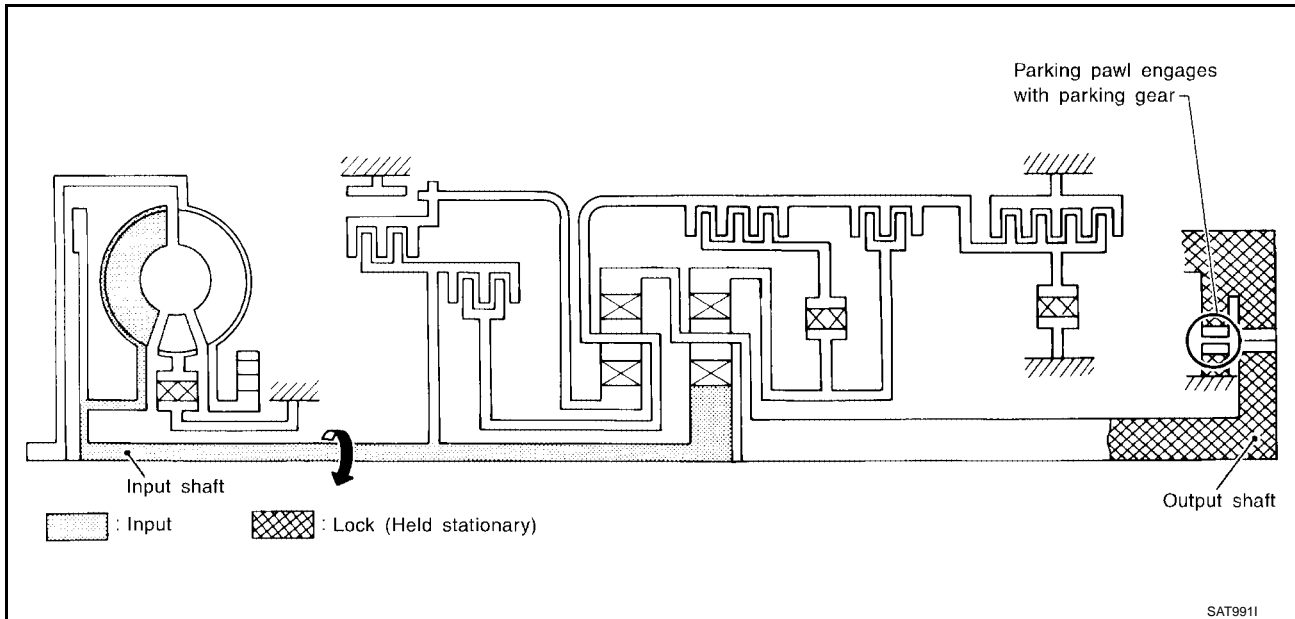 Parking pawl engages
with parking gear
Input shaft
Output shaft
: Input
: Lock (Held stationary)
SAT991I